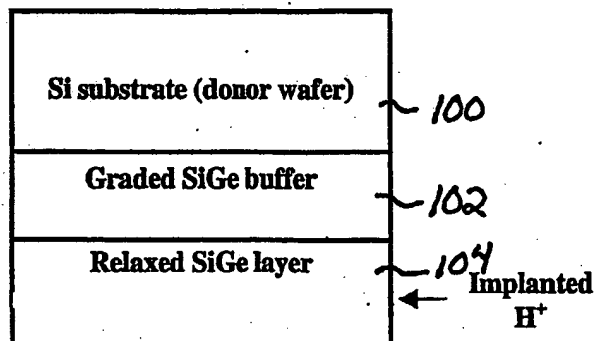 Si substrate (donor wafer)
100
Graded SiGe buffer
102
Relaxed SiGe layer
104
Implanted
H⁺